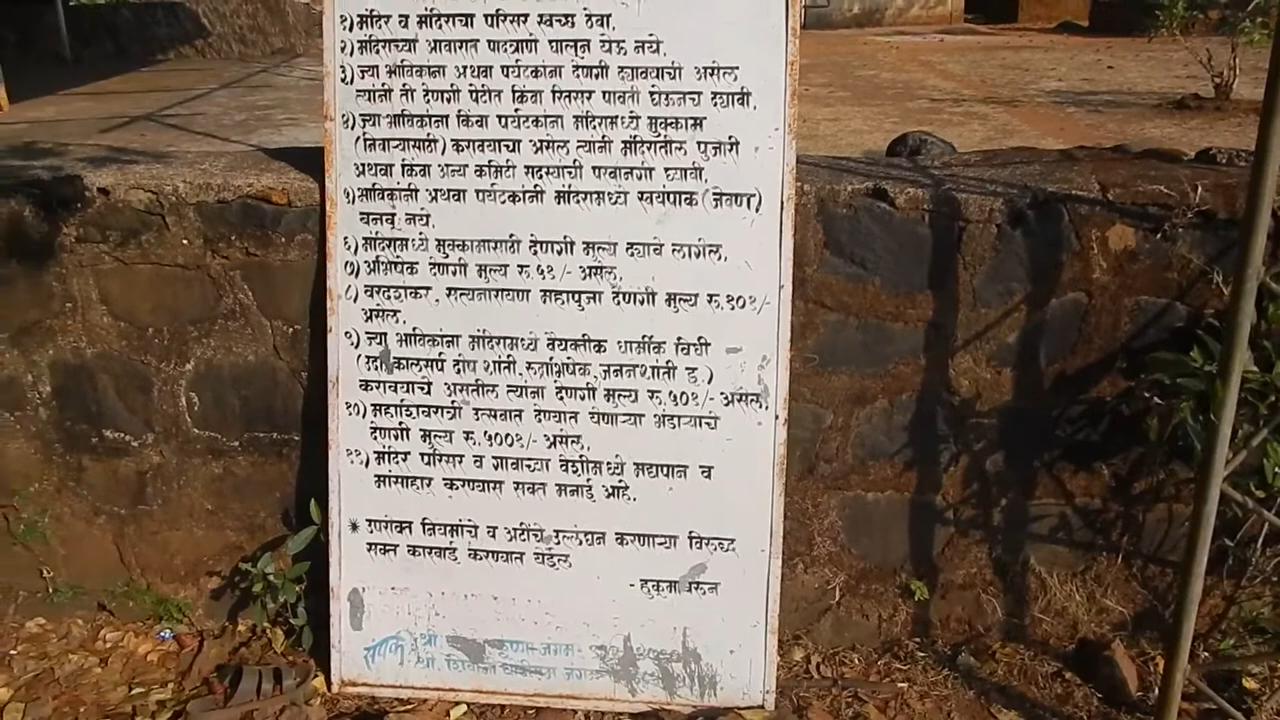 १) मंदिर व मंदिराचा परिसर स्वच्छ ठेवा.
२) मंदिराच्या आवारात पादत्राणे घालुन येऊ नये.
३) ज्या भाविकांना अथवा पर्यटकांना देणगी द्यावयाची असेल
त्यांनी ती देणगी पेटीत किंवा रितसर पावती घेऊनच द्यावी.
४) ज्या भाविकांना किंवा पर्यटकांना मंदिरामध्ये मुक्काम
(निवाऱ्यासाठी) करावयाचा असेल त्यांनी मंदिरातील पुजारी
अथवा किंवा अन्य कमिटी सदस्याची परवानगी घ्यावी.
५) भाविकांनी अथवा पर्यटकांनी मंदिरामध्ये स्वयंपाक (जेवण)
बनवू नये.
६) मंदिरामध्ये मुक्कामासाठी देणगी मुल्य द्यावे लागेल.
७) अभिषेक देणगी मुल्य रु.५१/- असेल.
८) वरदशंकर, सत्यनारायण महापुजा देणगी मुल्य रु.१०१/-
असेल.
९) ज्या भाविकांना मंदिरामध्ये वैयक्तीक धार्मीक विधी
(उदा. कालसर्प दोष शांती, रुद्राभिषेक, जननशांती इ.)
करावयाचे असतील त्यांना देणगी मुल्य रु.५०१/- असेल.
१०) महाशिवरात्री उत्सवात देण्यात येणाऱ्या भंडाऱ्याचे
देणगी मूल्य रु.५००१/- असेल.
११) मंदिर परिसर व गावाच्या वेशीमध्ये मद्यपान व
मांसाहार करण्यास सक्त मनाई आहे.
* उपरोक्त नियमांचे व अटींचे उल्लंघन करणाऱ्या विरुध्द
सक्त कारवाई करण्यात येईल
- हुकूमावरून
संपर्क श्री
श्री.